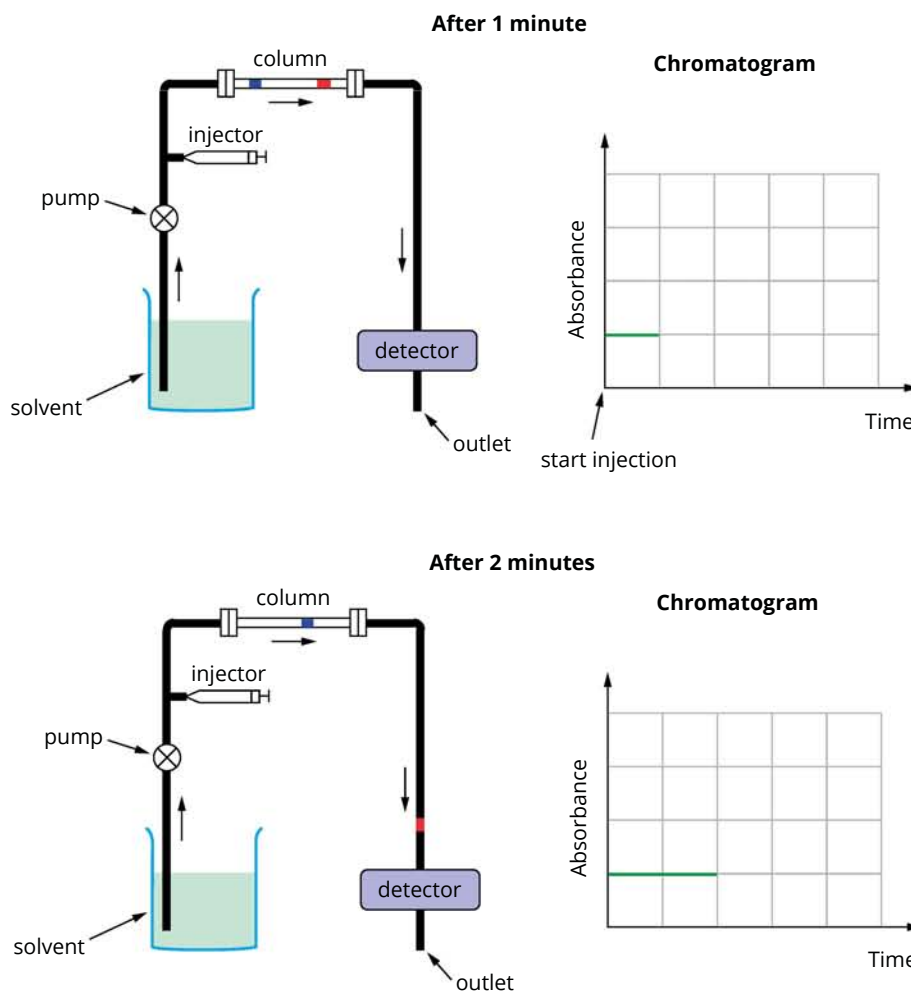 After 1 minute
column
Chromatogram
injector
pump
Absorbance
detector
solvent
outlet
Time
start injection
After 2 minutes
column
Chromatogram
injector
pump
Absorbance
detector
solvent
outlet
Time